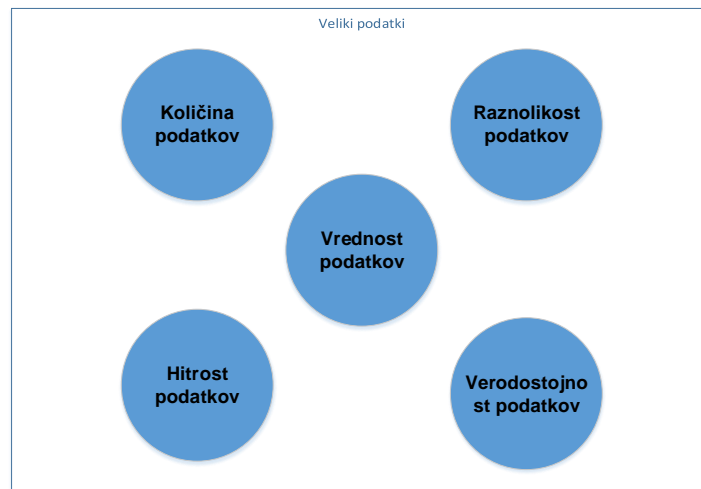 Veliki podatki
Količina
podatkov
Raznolikost
podatkov
Vrednost
podatkov
Hitrost
podatkov
Verodostojno
st podatkov